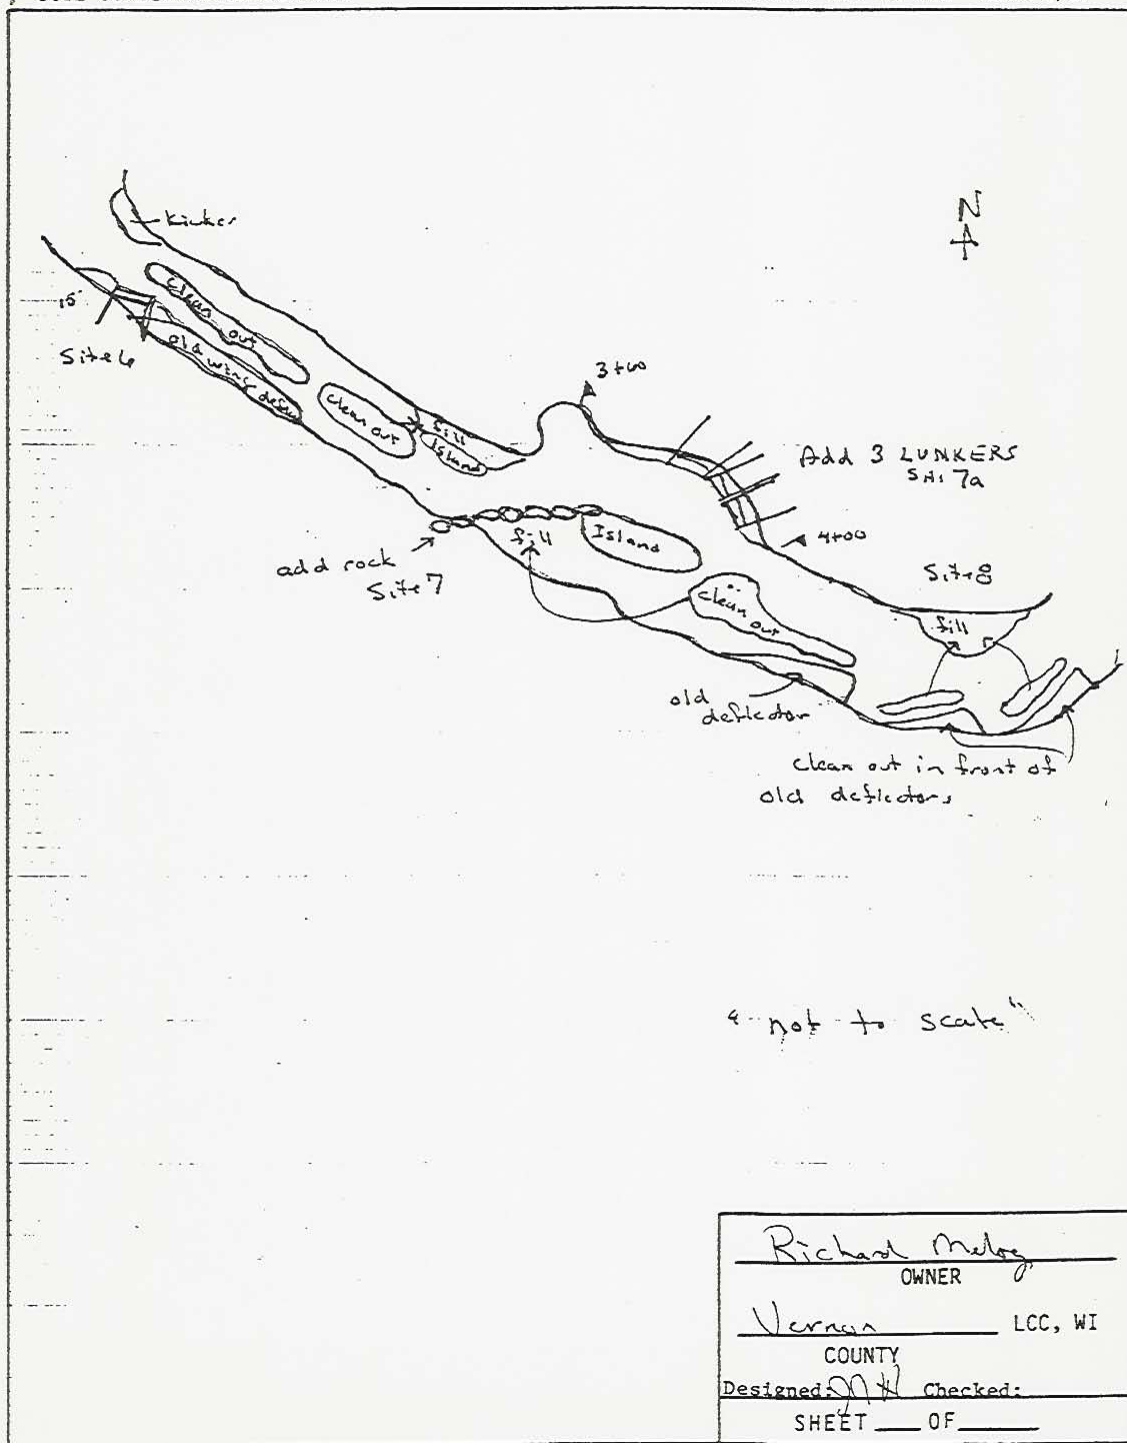 N
Kicker
15'
Site 6
Clean out
old wing deflec
Clean out
fill
Island
3+00
Add 3 LUNKERS
Site 7a
4+00
add rock
Site 7
fill
Island
Clean out
Site 8
fill
old
deflector
clean out in front of
old deflectors
"not to scale"
Richard
OWNER
Vernon LCC, WI
COUNTY
Designed: Checked:
SHEET OF